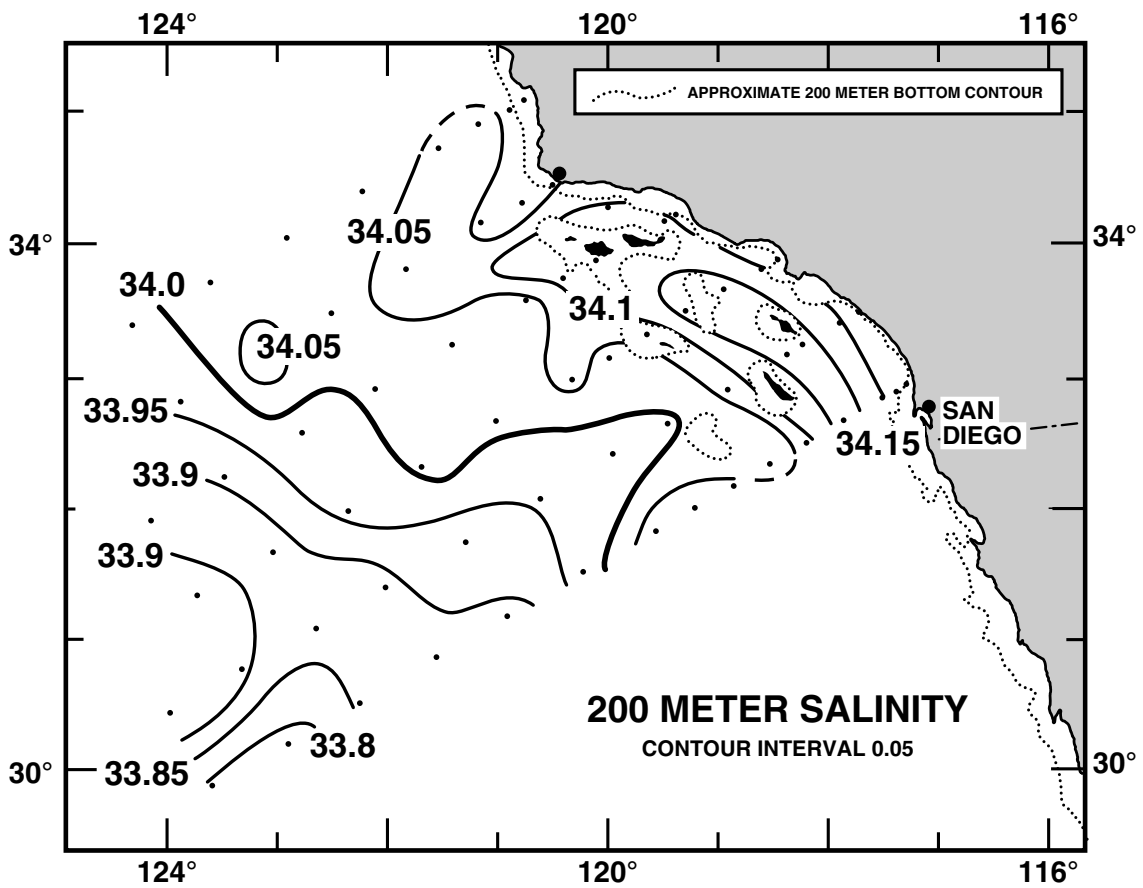 124° 120° 116°
APPROXIMATE 200 METER BOTTOM CONTOUR
34° 34.05 34°
34.0
34.1
34.05
33.95
SAN
DIEGO
34.15
33.9
33.9
200 METER SALINITY
33.8
CONTOUR INTERVAL 0.05
30° 33.85 30°
124° 120° 116°